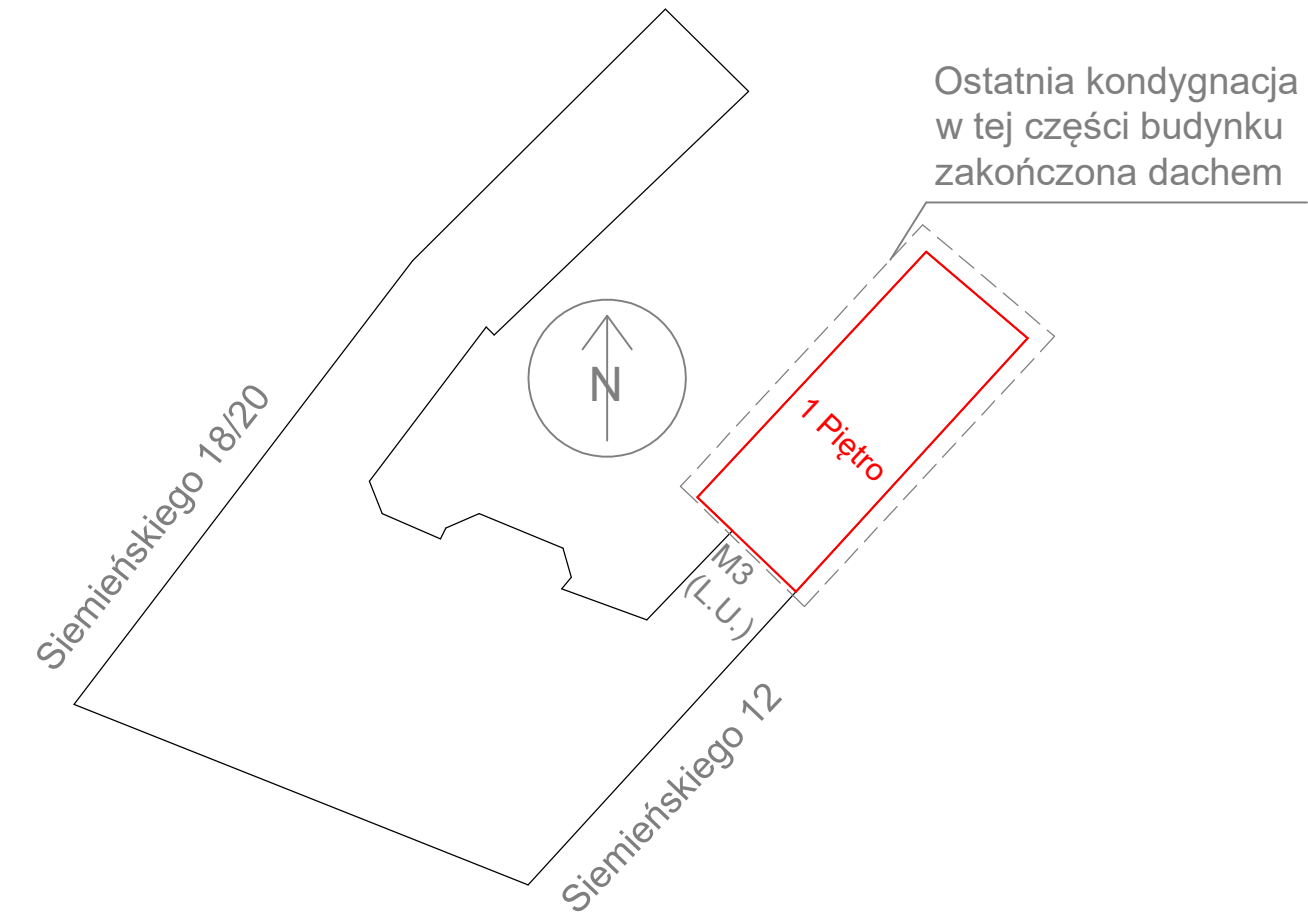 Ostatnia kondygnacja
w tej części budynku
zakończona dachem
N
1 Piętro
Siemieńskiego 18/20
M3
(L.U.)
Siemieńskiego 12